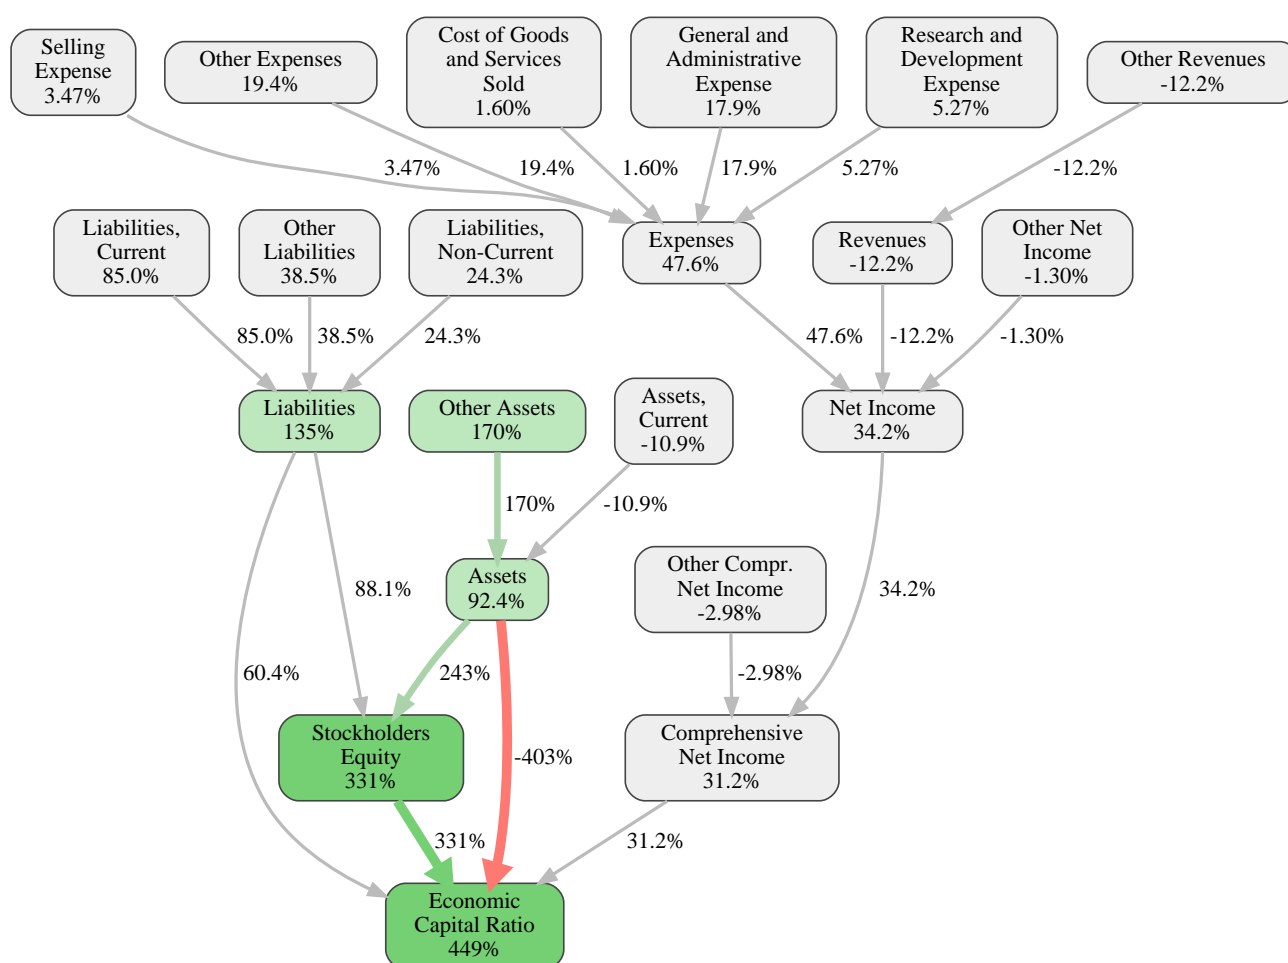 Selling
Expense
3.47%
Other Expenses
19.4%
Cost of Goods
and Services
Sold
1.60%
General and
Administrative
Expense
17.9%
Research and
Development
Expense
5.27%
Other Revenues
-12.2%
3.47%
19.4%
1.60%
17.9%
5.27%
-12.2%
Liabilities,
Current
85.0%
Other
Liabilities
38.5%
Liabilities,
Non-Current
24.3%
Expenses
47.6%
Revenues
-12.2%
Other Net
Income
-1.30%
85.0%
38.5%
24.3%
47.6%
-12.2%
-1.30%
Liabilities
135%
Other Assets
170%
Assets,
Current
-10.9%
Net Income
34.2%
170%
-10.9%
Assets
92.4%
Other Compr.
Net Income
-2.98%
88.1%
34.2%
60.4%
243%
-2.98%
Stockholders
Equity
331%
-403%
Comprehensive
Net Income
31.2%
331%
31.2%
Economic
Capital Ratio
449%